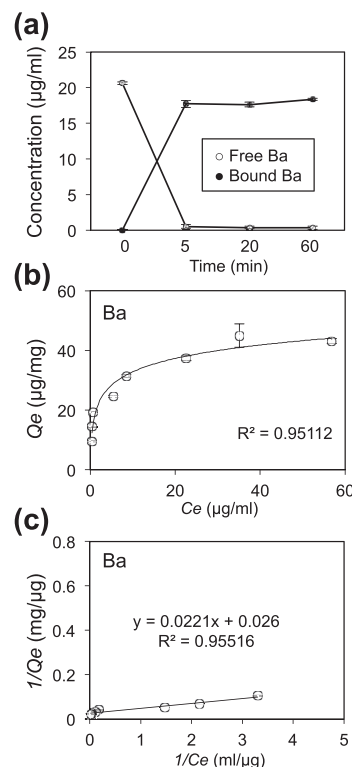 (a)
Concentration (µg/ml)
25
20
15
10
5
0
Free Ba
Bound Ba
0 5 20 60
Time (min)
(b)
Ba
Qe (µg/mg)
60
40
20
0
R² = 0.95112
0 20 40 60
Ce (µg/ml)
(c)
Ba
1/Qe (mg/µg)
0.8
0.6
0.4
0.2
0
y = 0.0221x + 0.026
R² = 0.95516
0 1 2 3 4 5
1/Ce (ml/µg)